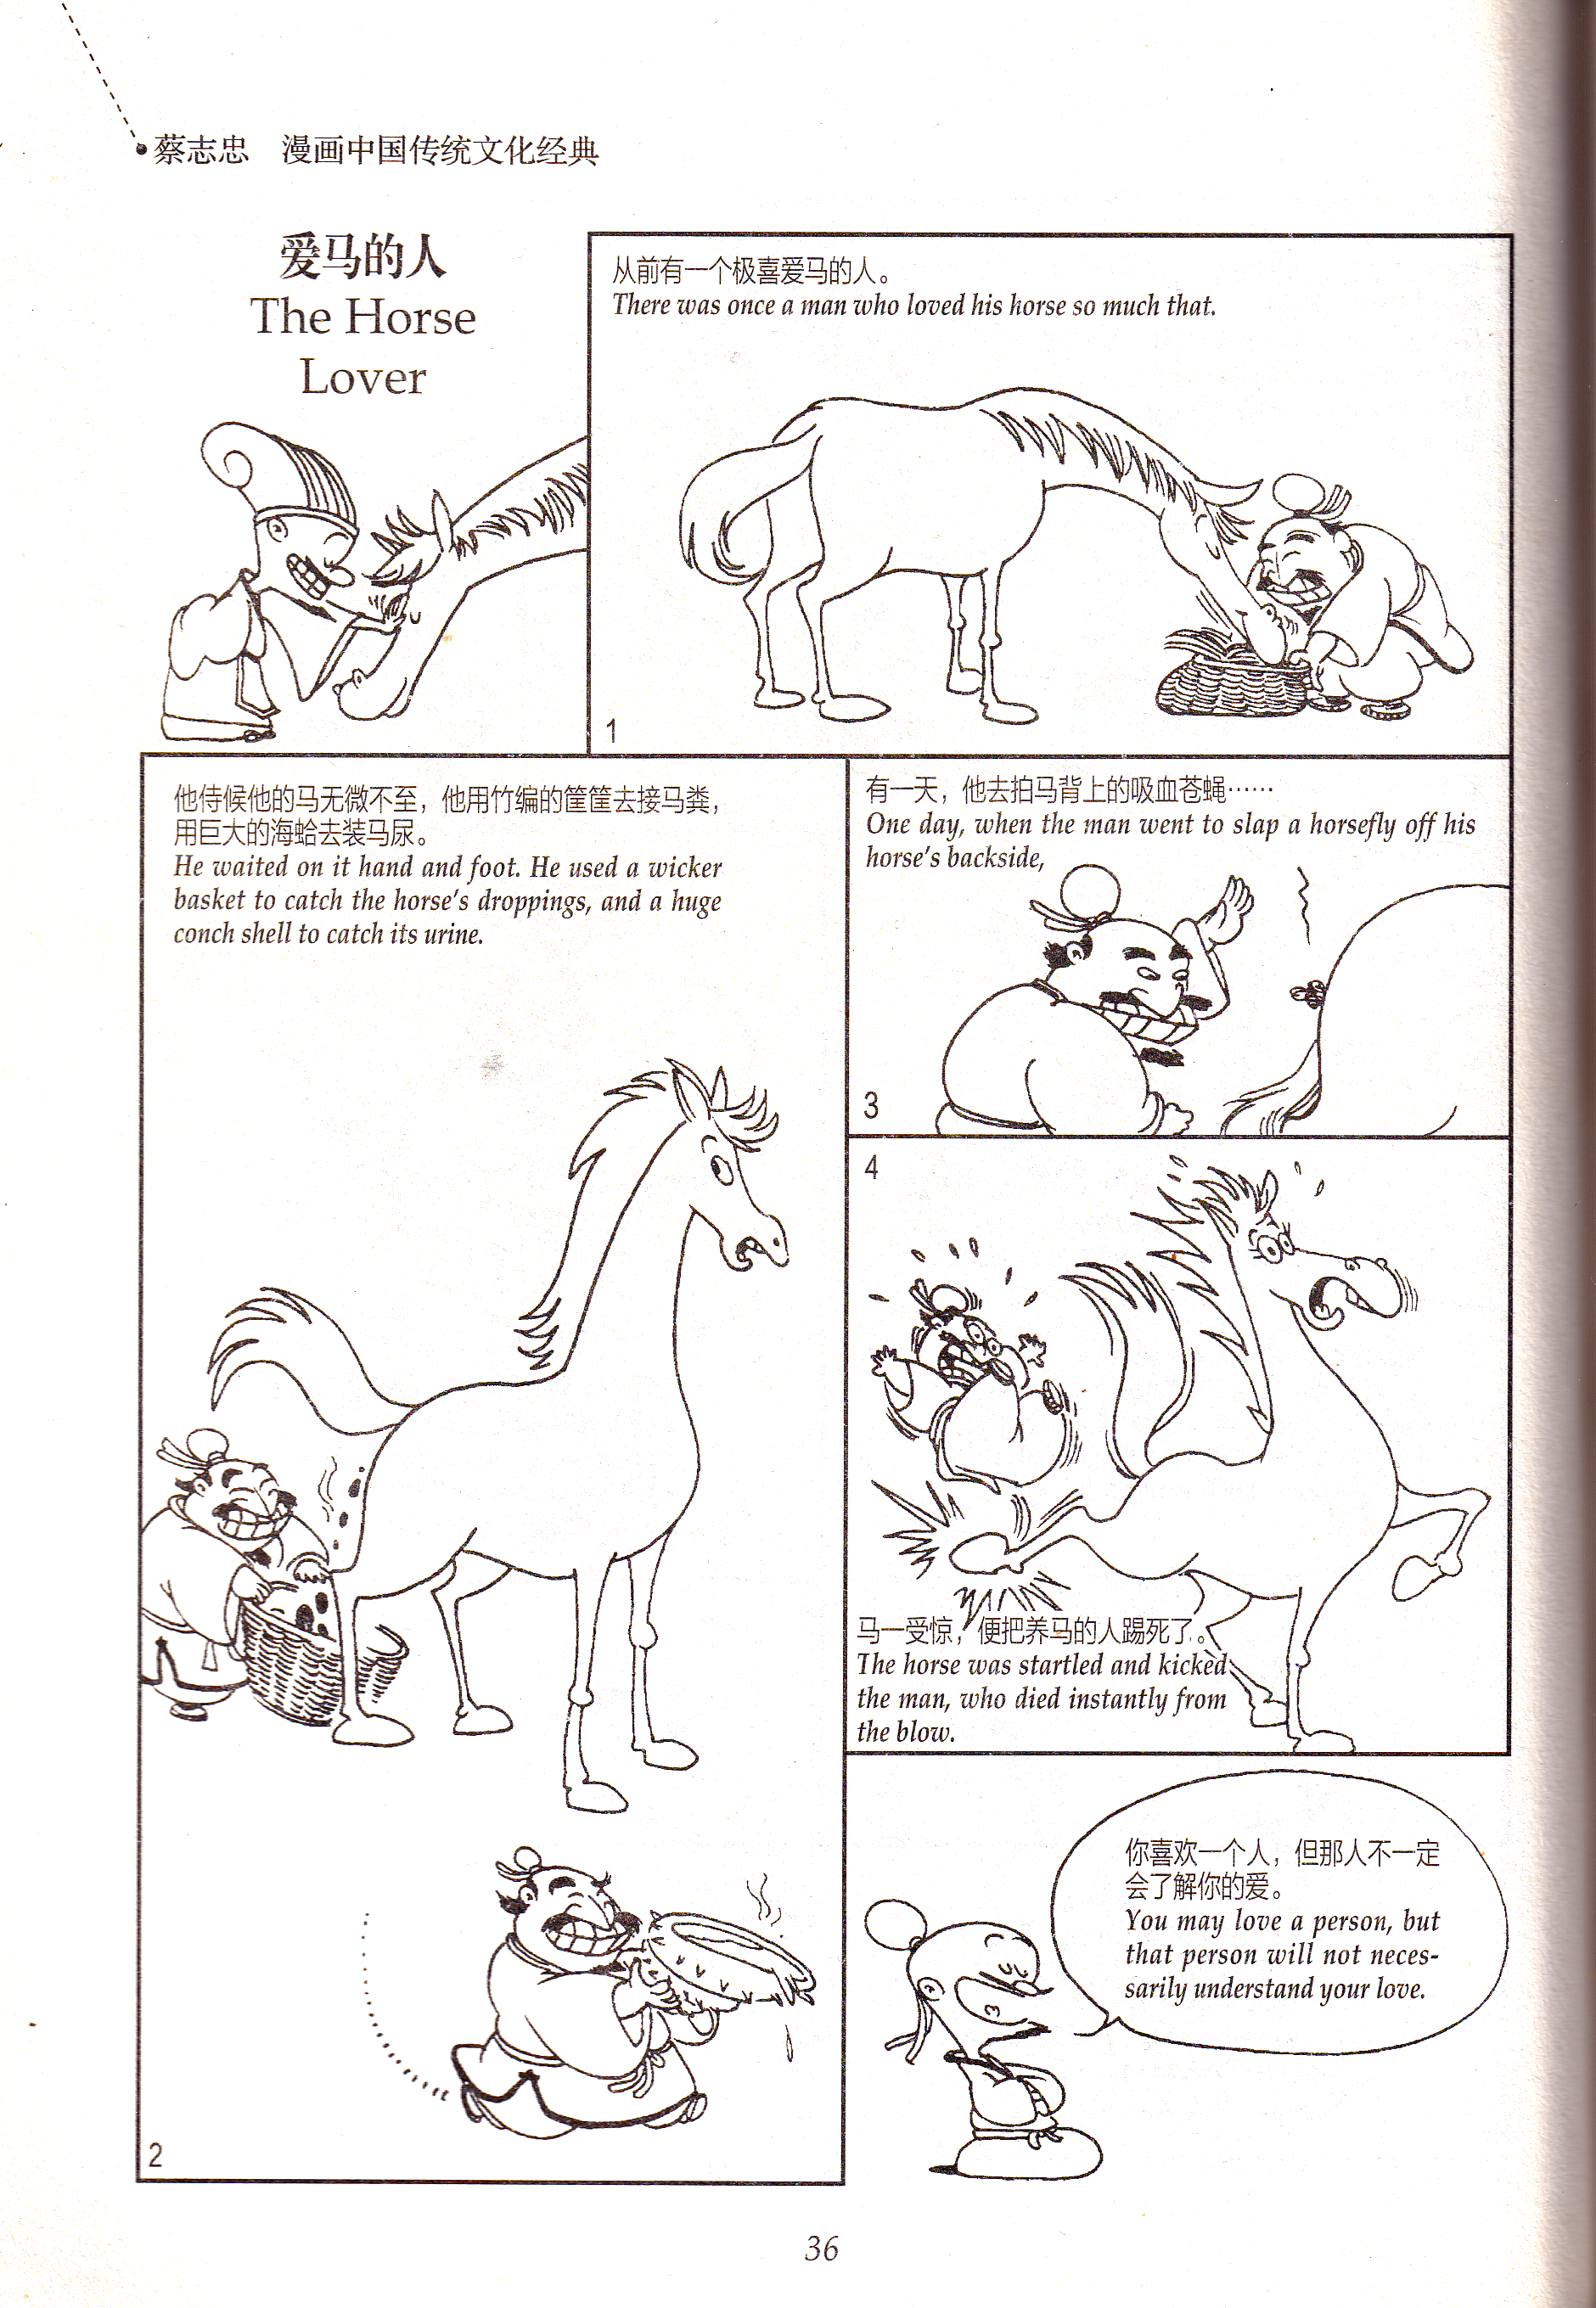 蔡志忠 漫画中国传统文化经典
爱马的人
The Horse
Lover
从前有一个极喜爱马的人。
There was once a man who loved his horse so much that.
1
他侍候他的马无微不至，他用竹编的筐筐去接马粪，
用巨大的海蛤去装马尿。
He waited on it hand and foot. He used a wicker
basket to catch the horse's droppings, and a huge
conch shell to catch its urine.
2
有一天，他去拍马背上的吸血苍蝇……
One day, when the man went to slap a horsefly off his
horse's backside,
3
4
马一受惊，便把养马的人踢死了。
The horse was startled and kicked
the man, who died instantly from
the blow.
你喜欢一个人，但那人不一定
会了解你的爱。
You may love a person, but
that person will not neces-
sarily understand your love.
36